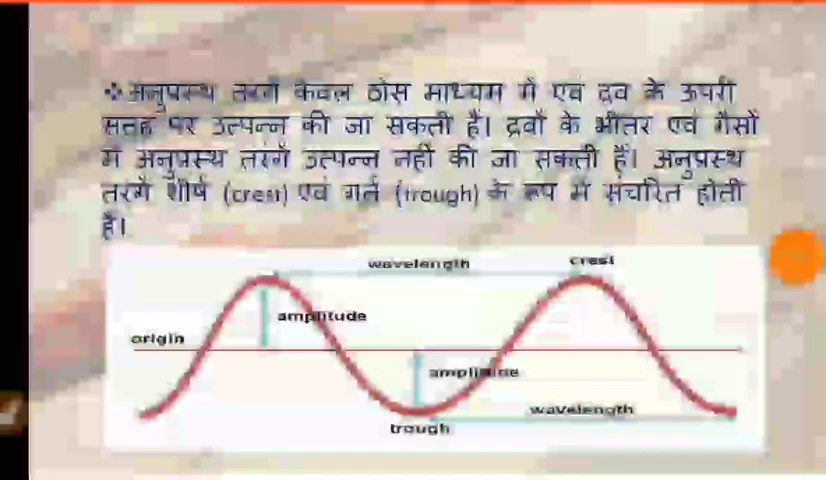 ❖अनुप्रस्थ तरंगें केवल ठोस माध्यम में एवं द्रव के ऊपरी
सतह पर उत्पन्न की जा सकती हैं। द्रवों के भीतर एवं गैसों
में अनुप्रस्थ तरंगें उत्पन्न नहीं की जा सकती हैं। अनुप्रस्थ
तरंगें शीर्ष (crest) एवं गर्त (trough) के रूप में संचरित होती
हैं।
wavelength crest
amplitude
origin
amplitude
wavelength
trough